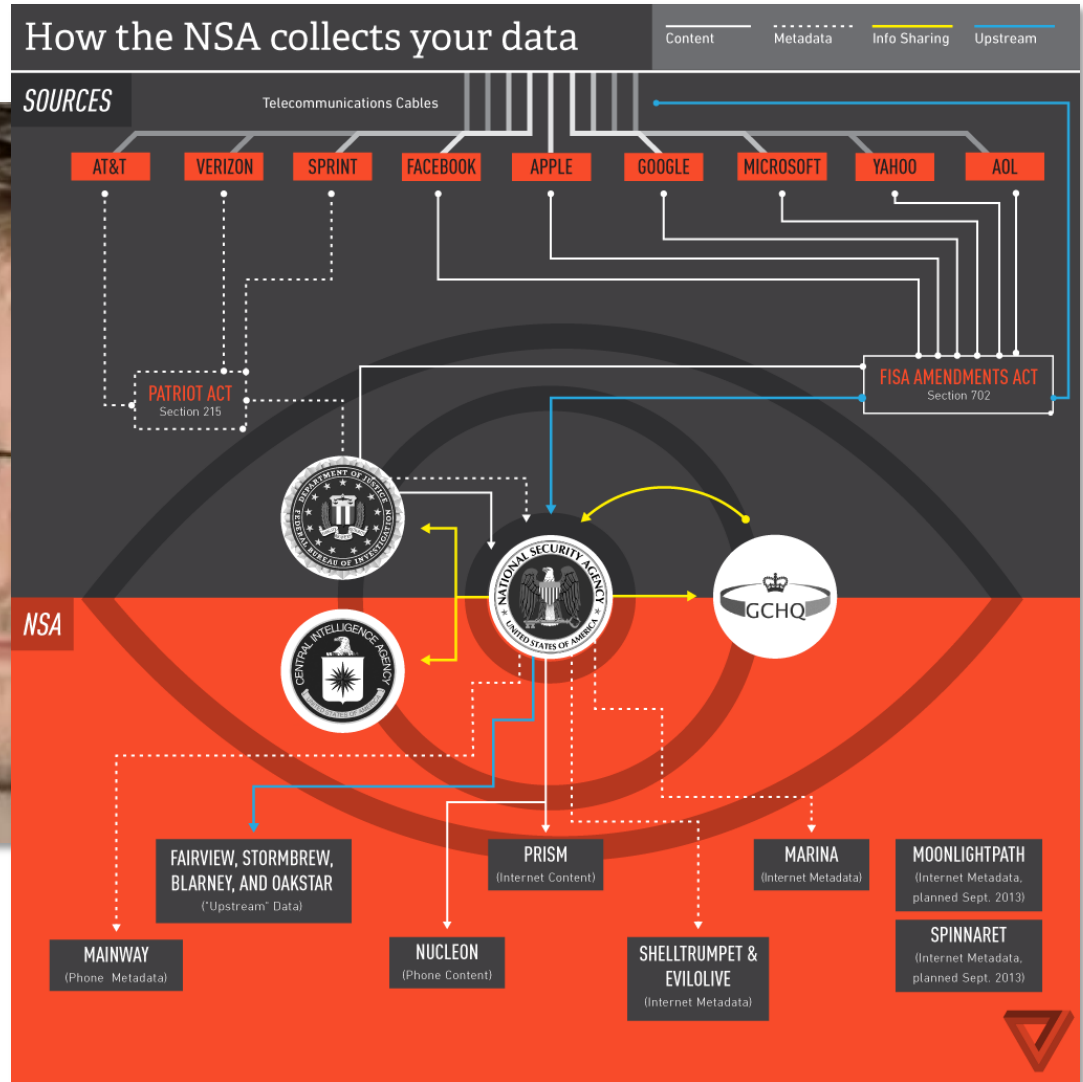 How the NSA collects your data
Content
Metadata
Info Sharing
Upstream
SOURCES
Telecommunications Cables
AT&T
VERIZON
SPRINT
FACEBOOK
APPLE
GOOGLE
MICROSOFT
YAHOO
AOL
PATRIOT ACT
Section 215
FISA AMENDMENTS ACT
Section 702
DEPARTMENT OF JUSTICE
FEDERAL BUREAU OF INVESTIGATION
NATIONAL SECURITY AGENCY
UNITED STATES OF AMERICA
GCHQ
NSA
CENTRAL INTELLIGENCE AGENCY
UNITED STATES OF AMERICA
FAIRVIEW, STORMBREW,
BLARNEY, AND OAKSTAR
("Upstream" Data)
PRISM
(Internet Content)
MARINA
(Internet Metadata)
MOONLIGHTPATH
(Internet Metadata,
planned Sept. 2013)
MAINWAY
(Phone Metadata)
NUCLEON
(Phone Content)
SHELLTRUMPET &
EVILOLIVE
(Internet Metadata)
SPINNARET
(Internet Metadata,
planned Sept. 2013)